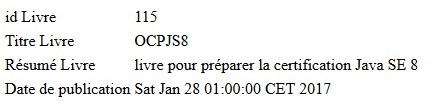 id Livre 115
Titre Livre OCPJS8
Résumé Livre livre pour préparer la certification Java SE 8
Date de publication Sat Jan 28 01:00:00 CET 2017